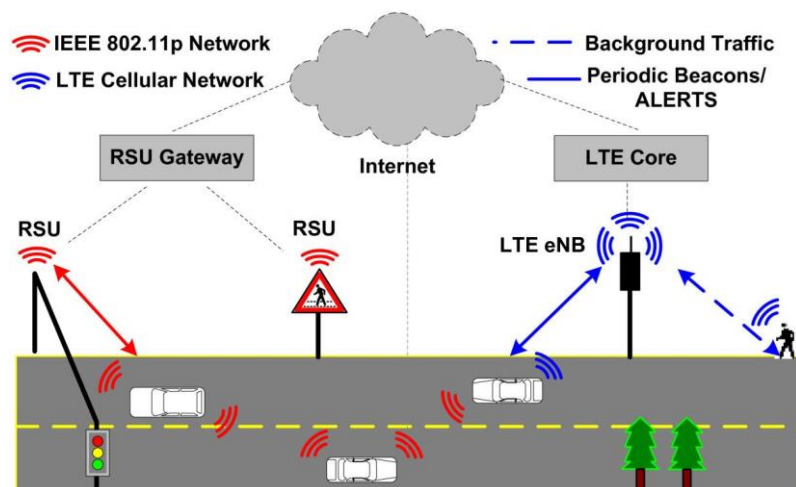 IEEE 802.11p Network
Background Traffic
LTE Cellular Network
Periodic Beacons/
ALERTS
RSU Gateway
Internet
LTE Core
RSU
RSU
LTE eNB